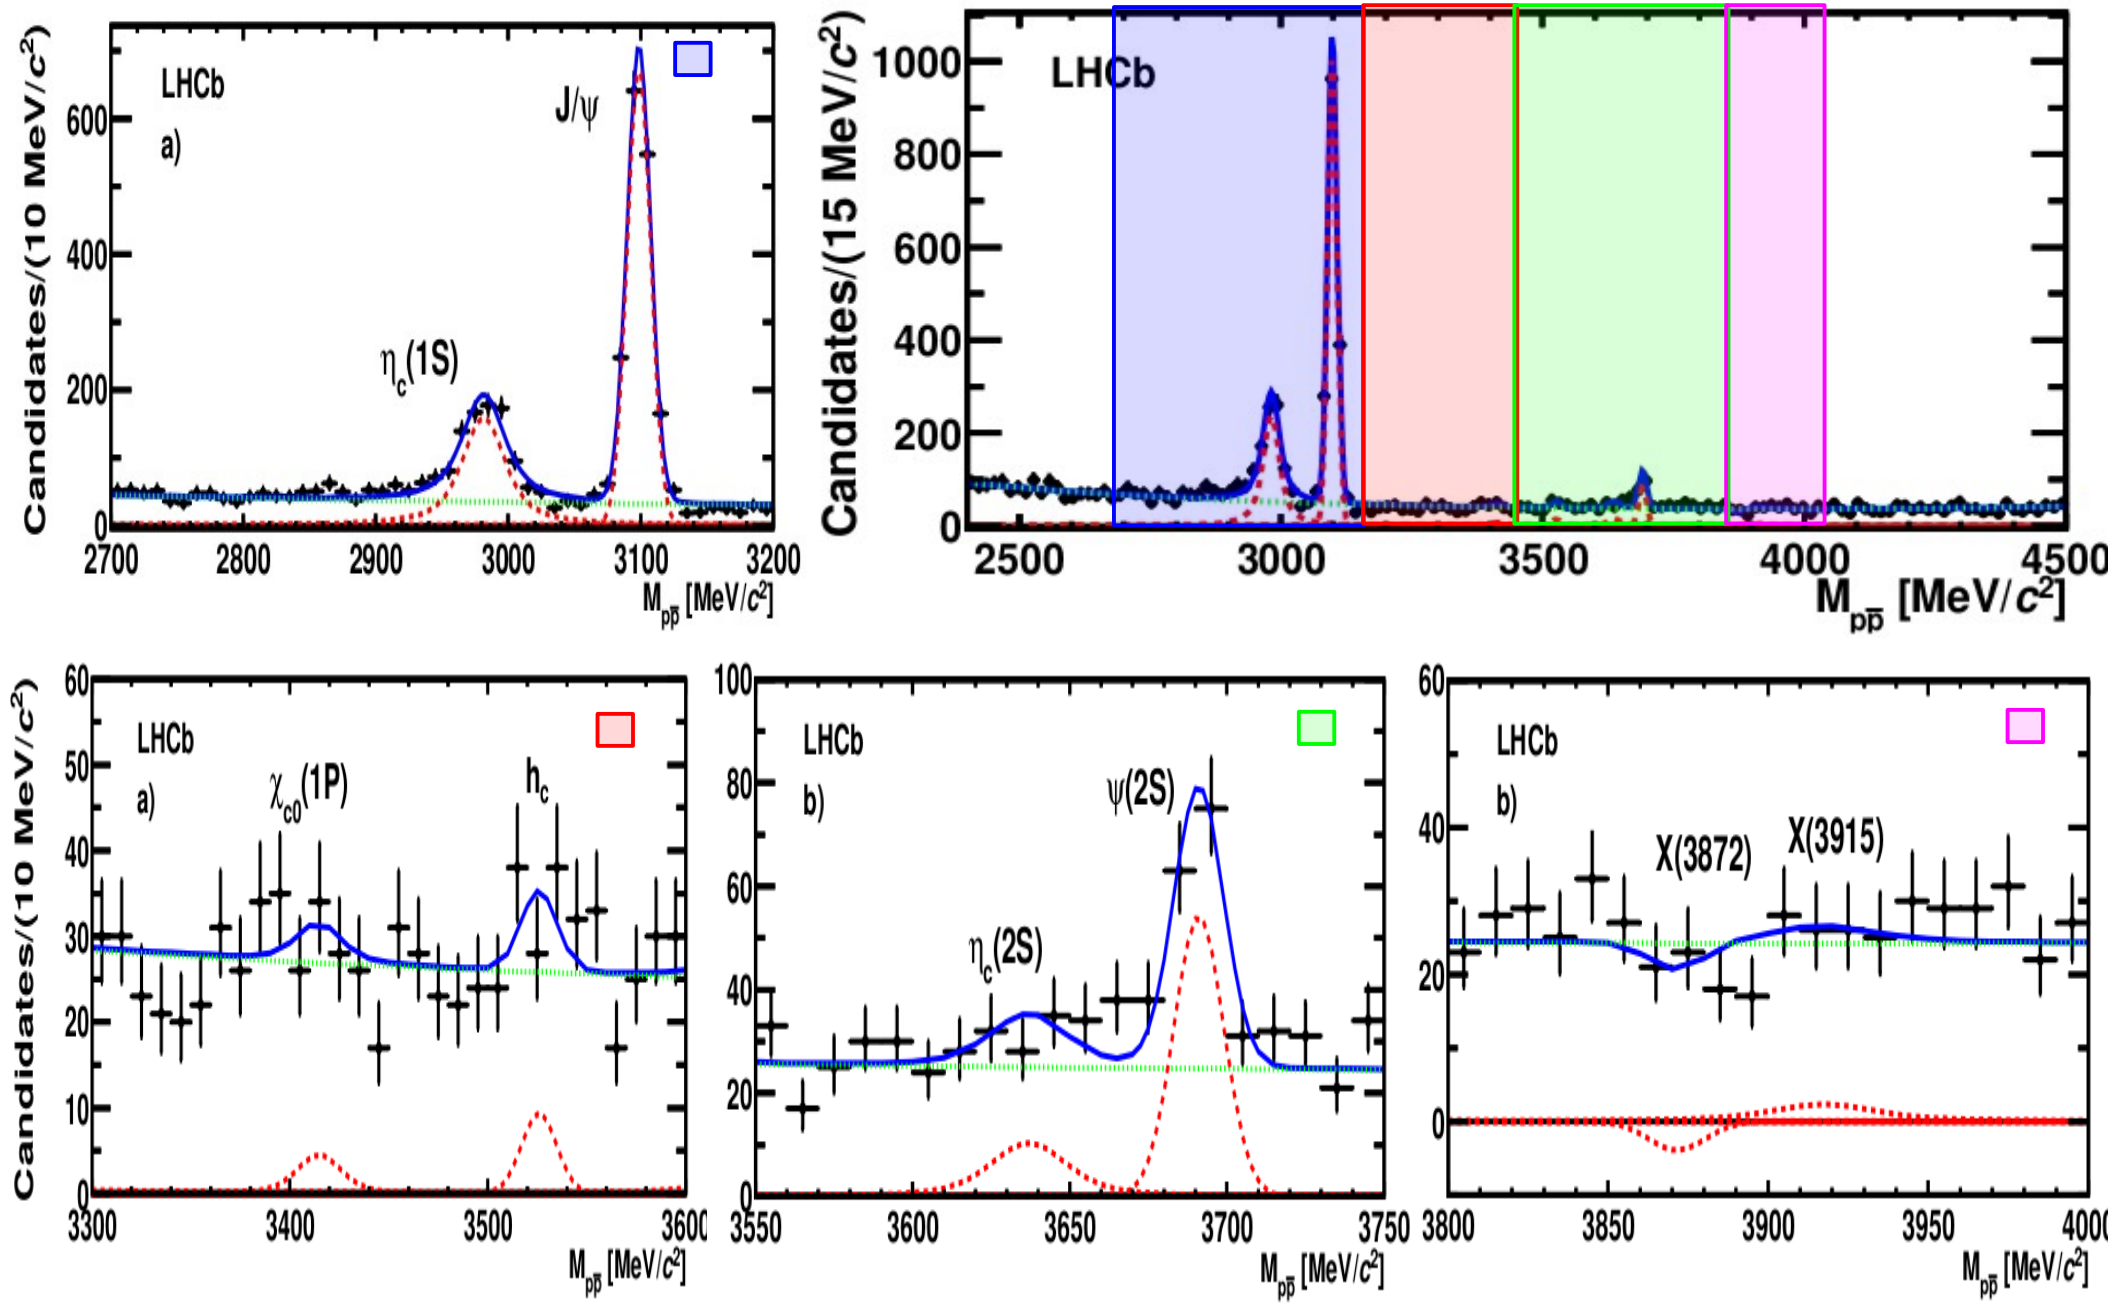 Candidates/(10 MeV/c²)
LHCb
a)
J/ψ
η_c(1S)
600
400
200
0
2700 2800 2900 3000 3100 3200
M_pp̅ [MeV/c²]
Candidates/(15 MeV/c²)
LHCb
1000
800
600
400
200
0
2500 3000 3500 4000 4500
M_pp̅ [MeV/c²]
Candidates/(10 MeV/c²)
LHCb
a)
χ_c0(1P)
h_c
60
50
40
30
20
10
0
3300 3400 3500 3600
M_pp̅ [MeV/c²]
LHCb
b)
ψ(2S)
η_c(2S)
100
80
60
40
20
0
3550 3600 3650 3700 3750
M_pp̅ [MeV/c²]
LHCb
b)
X(3872)
X(3915)
60
40
20
0
3800 3850 3900 3950 4000
M_pp̅ [MeV/c²]